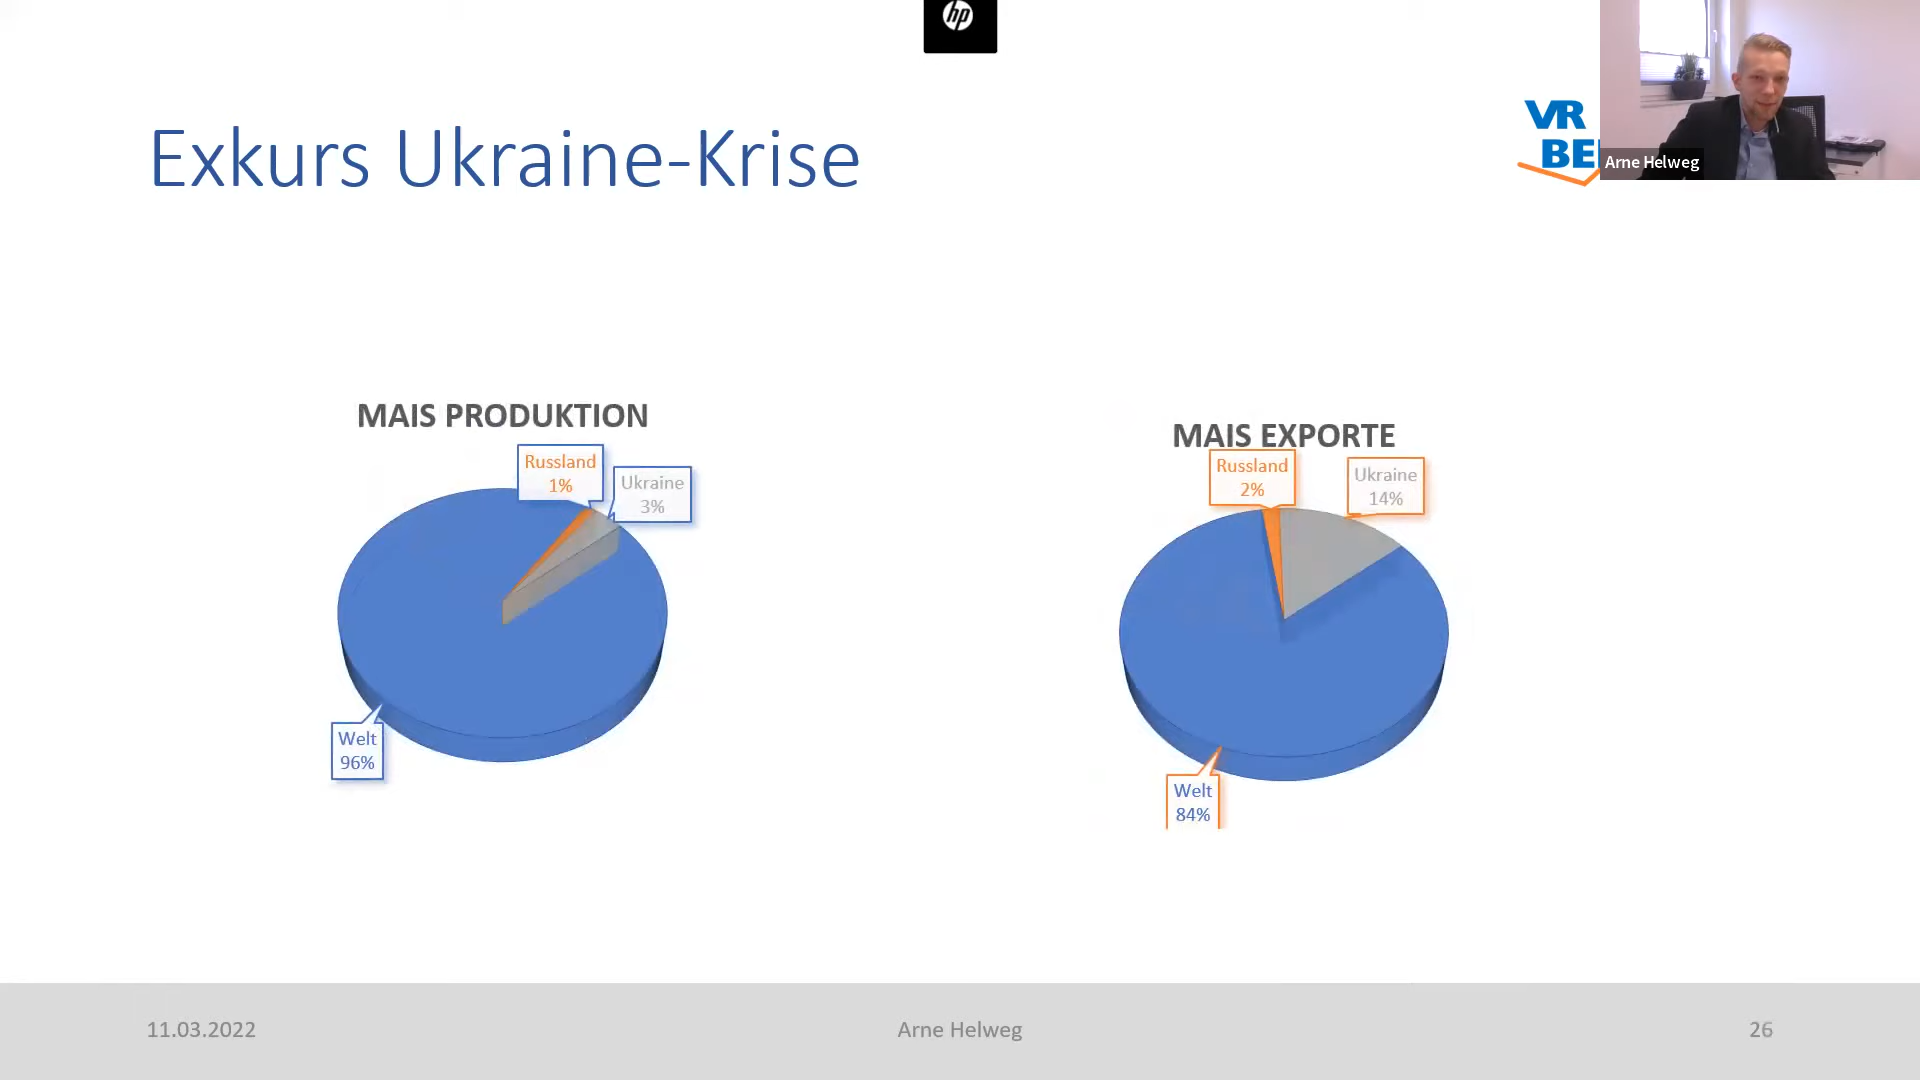 hp
Exkurs Ukraine-Krise
VR
BE
Arne Helweg
MAIS PRODUKTION
Russland
1%
Ukraine
3%
Welt
96%
MAIS EXPORTE
Russland
2%
Ukraine
14%
Welt
84%
11.03.2022
Arne Helweg
26